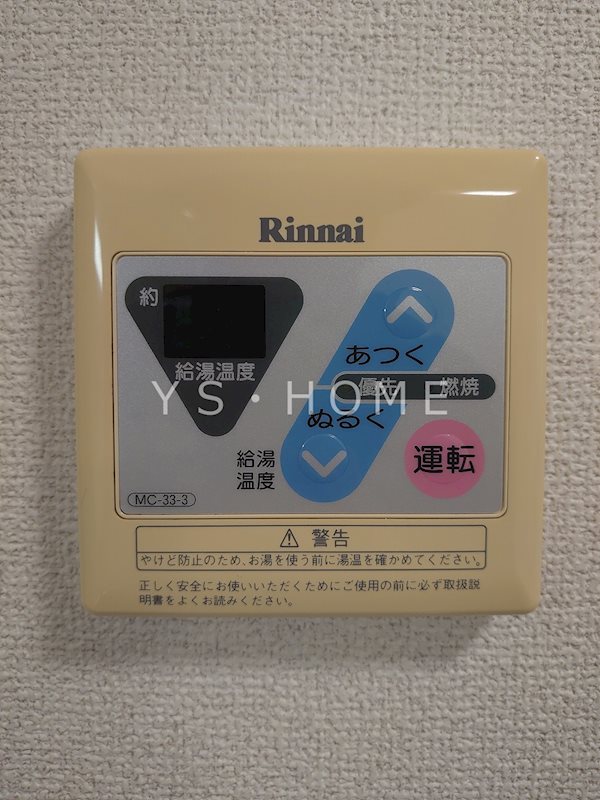 Rinnai
約
給湯温度
あつく
優先 燃焼
YS・HOME
ぬるく
給湯
温度
運転
MC-33-3
⚠ 警告
やけど防止のため、お湯を使う前に湯温を確かめてください。
正しく安全にお使いいただくためにご使用の前に必ず取扱説
明書をよくお読みください。